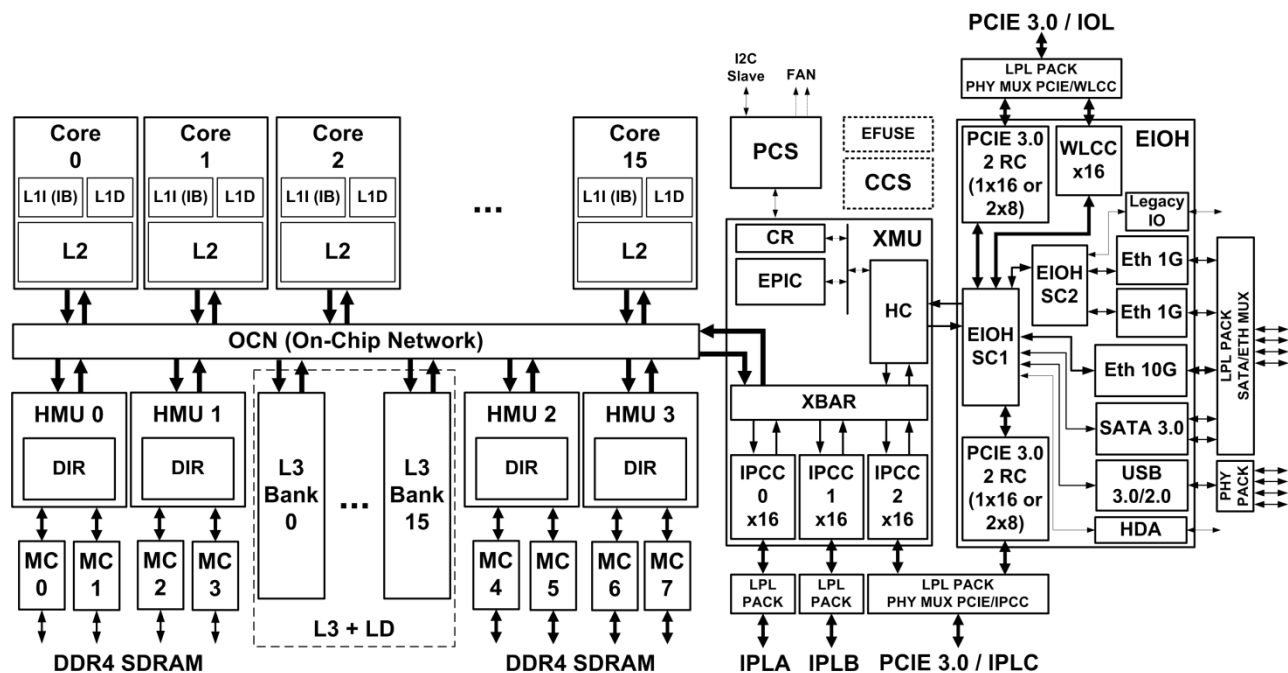 PCIE 3.0 / IOL
LPL PACK
PHY MUX PCIE/WLCC
I2C
Slave
FAN
PCS
EFUSE
CCS
Core
0
L1I (IB)
L1D
L2
Core
1
L1I (IB)
L1D
L2
Core
2
L1I (IB)
L1D
L2
...
Core
15
L1I (IB)
L1D
L2
OCN (On-Chip Network)
HMU 0
DIR
HMU 1
DIR
L3
Bank
0
...
L3
Bank
15
L3 + LD
HMU 2
DIR
HMU 3
DIR
MC
0
MC
1
MC
2
MC
3
MC
4
MC
5
MC
6
MC
7
DDR4 SDRAM
DDR4 SDRAM
XMU
CR
EPIC
HC
XBAR
IPCC
0
x16
IPCC
1
x16
IPCC
2
x16
LPL
PACK
LPL
PACK
LPL PACK
PHY MUX PCIE/IPCC
IPLA
IPLB
PCIE 3.0 / IPLC
EIOH
PCIE 3.0
2 RC
(1x16 or
2x8)
WLCC
x16
Legacy
IO
EIOH
SC2
Eth 1G
Eth 1G
EIOH
SC1
Eth 10G
SATA 3.0
PCIE 3.0
2 RC
(1x16 or
2x8)
USB
3.0/2.0
HDA
LPL PACK
SATA/ETH MUX
PHY
PACK